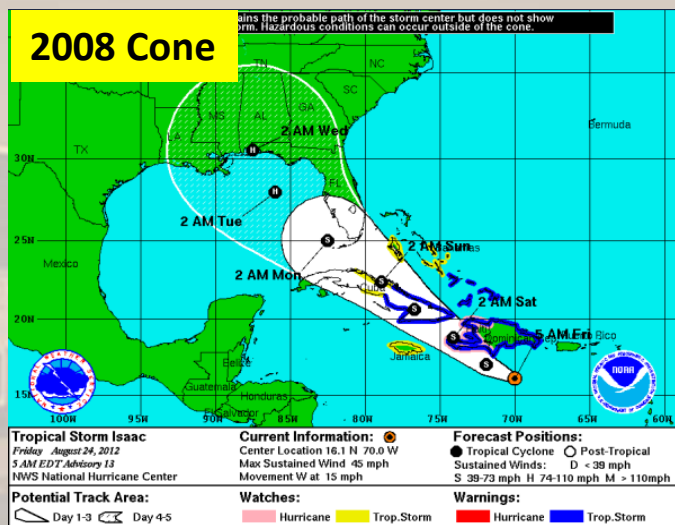 ains the probable path of the storm center but does not show
2008 Cone
rm. Hazardous conditions can occur outside of the cone.
TN
NC
SC
MS
AL
GA
LA
TX
2 AM Wed
Bermuda
30N
FL
2 AM Tue
25N
2 AM Sun
Mexico
2 AM Mon
Cuba
2 AM Sat
20N
5 AM Fri
Jamaica
Belize
15N
Guatemala
Honduras
El Salvador
95W
90W
85W
80W
75W
70W
65W
60W
NOAA
Tropical Storm Isaac
Friday August 24, 2012
5 AM EDT Advisory 13
NWS National Hurricane Center
Current Information:
Center Location 16.1 N 70.0 W
Max Sustained Wind 45 mph
Movement W at 15 mph
Forecast Positions:
Tropical Cyclone Post-Tropical
Sustained Winds: D < 39 mph
S 39-73 mph H 74-110 mph M > 110mph
Potential Track Area:
Day 1-3 Day 4-5
Watches:
Hurricane Trop.Storm
Warnings:
Hurricane Trop.Storm